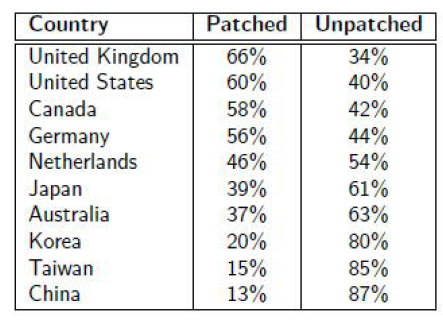 Country Patched Unpatched
United Kingdom 66% 34%
United States 60% 40%
Canada 58% 42%
Germany 56% 44%
Netherlands 46% 54%
Japan 39% 61%
Australia 37% 63%
Korea 20% 80%
Taiwan 15% 85%
China 13% 87%